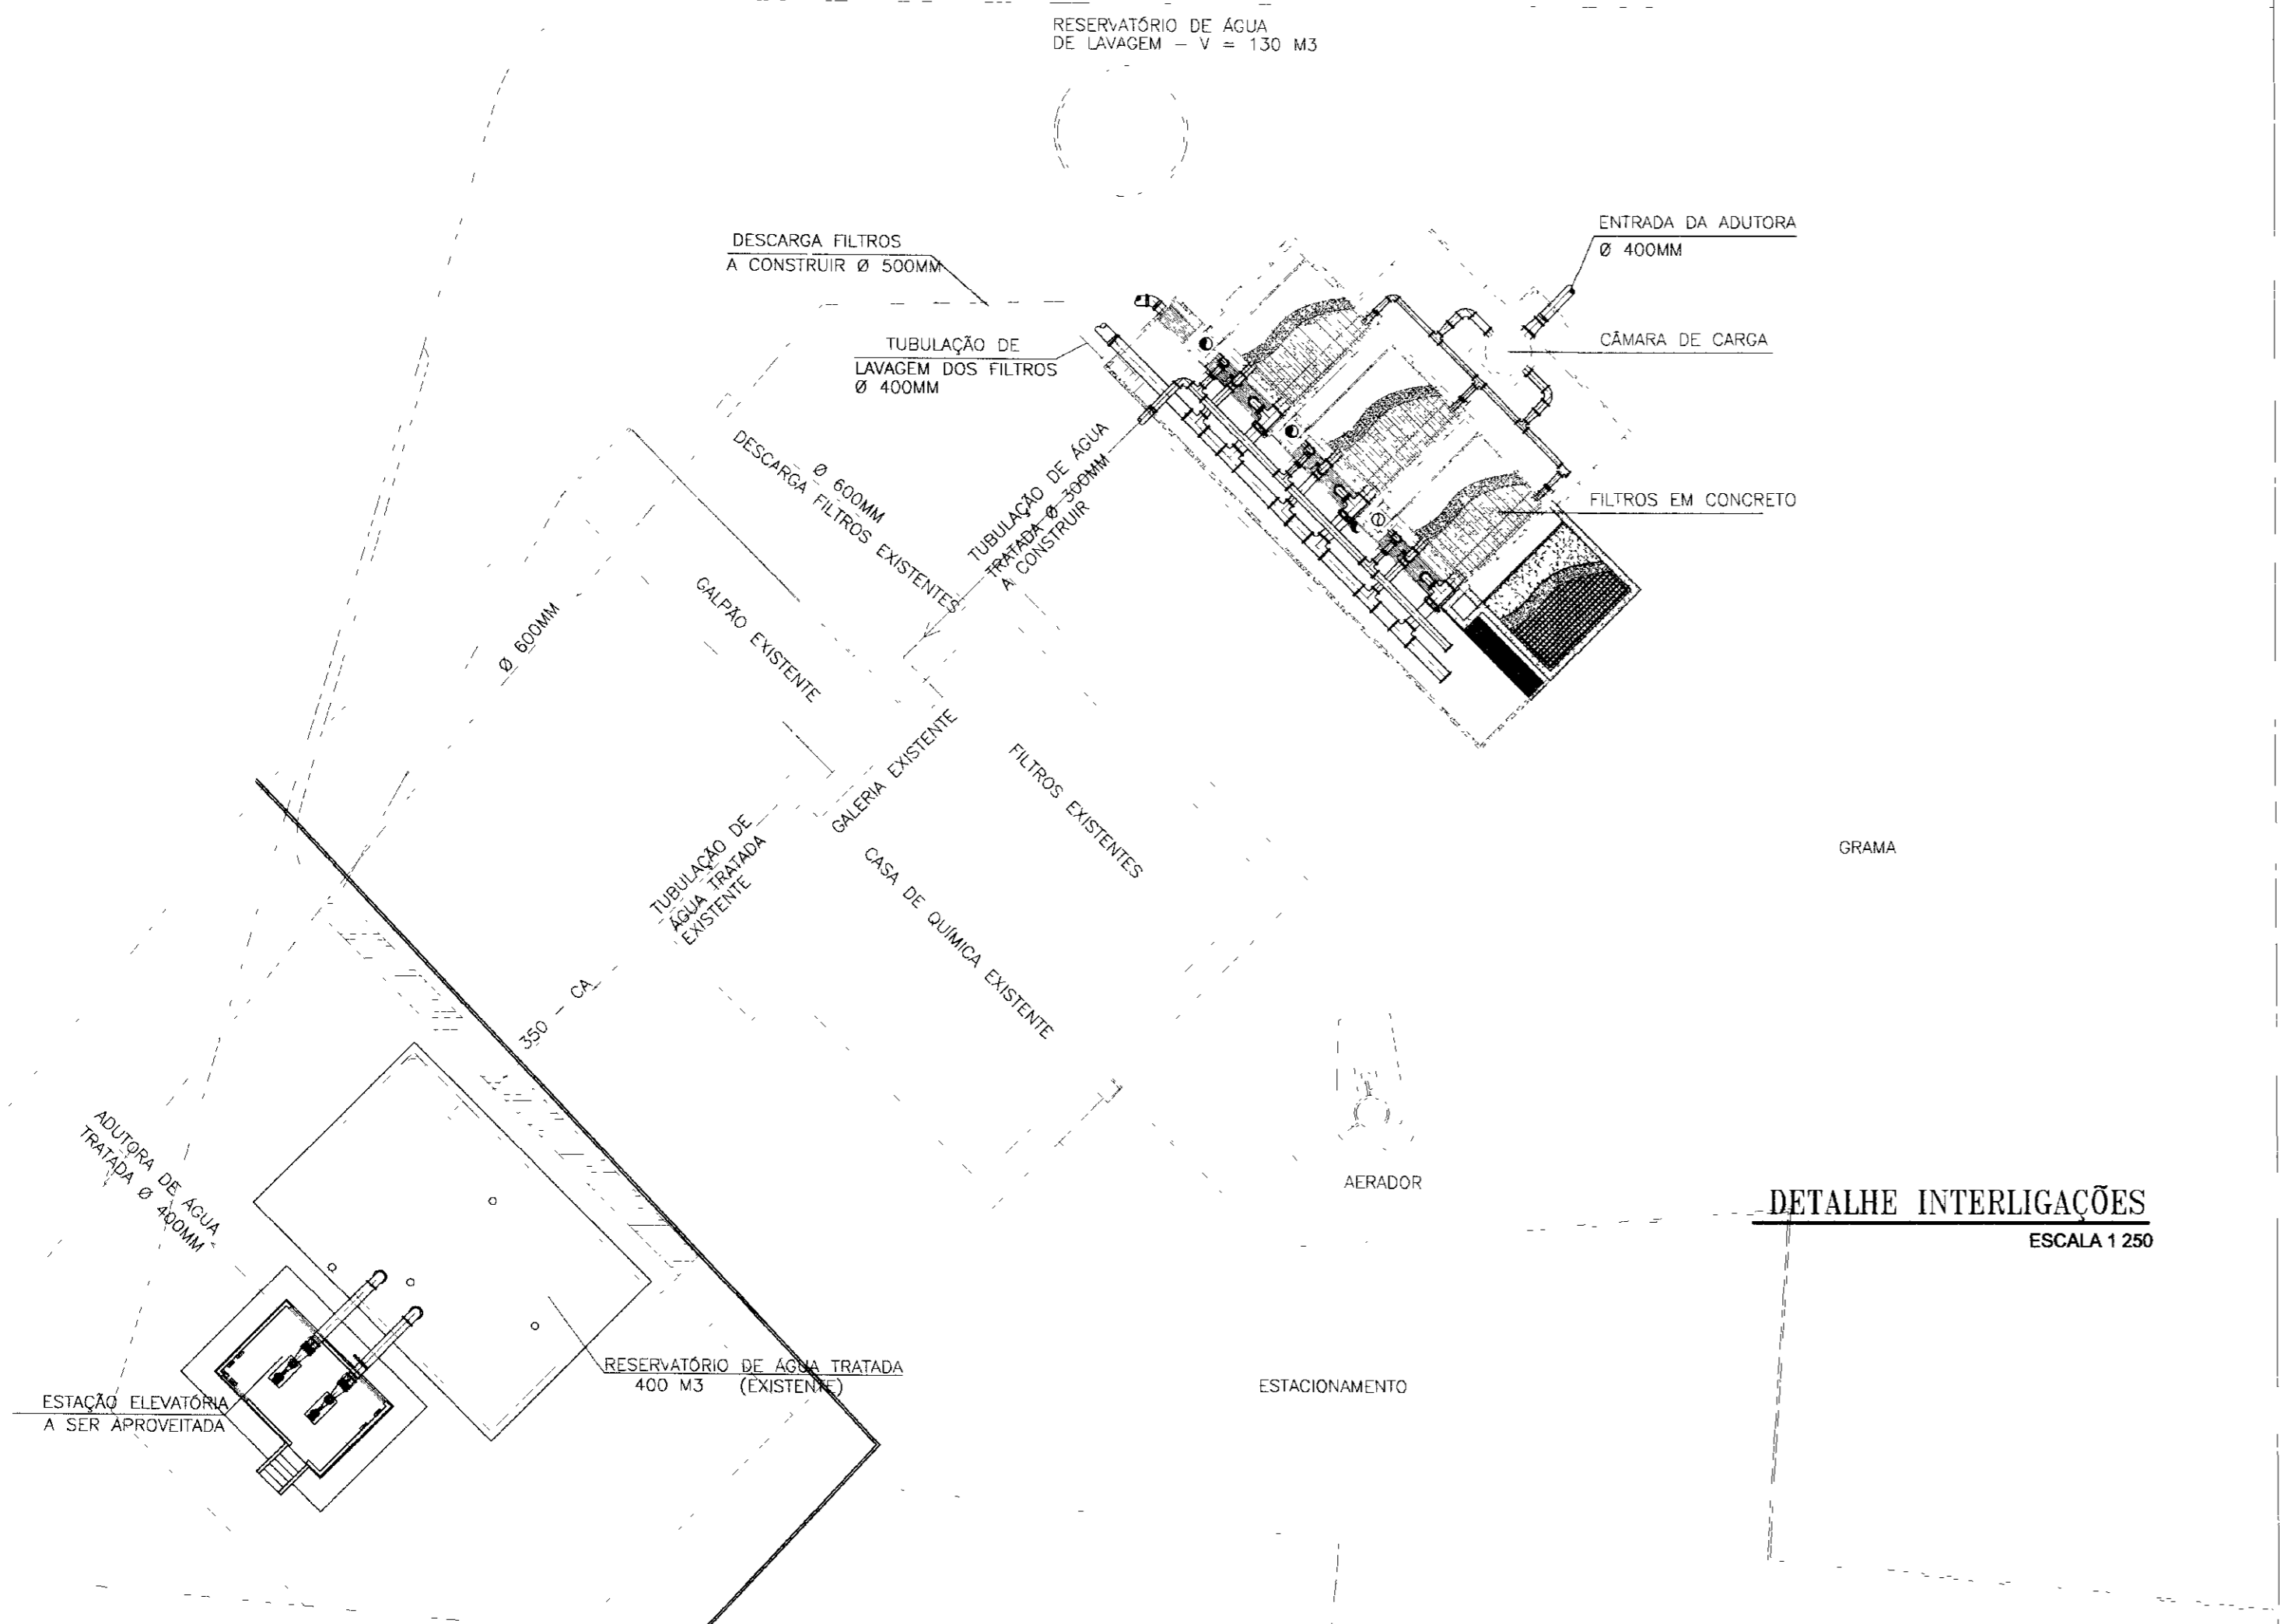 RESERVATÓRIO DE ÁGUA
DE LAVAGEM – V = 130 M3
ENTRADA DA ADUTORA
Ø 400MM
DESCARGA FILTROS
A CONSTRUIR Ø 500MM
CÂMARA DE CARGA
TUBULAÇÃO DE
LAVAGEM DOS FILTROS
Ø 400MM
Ø 600MM
DESCARGA FILTROS EXISTENTES
TUBULAÇÃO DE ÁGUA
TRATADA Ø 300MM
A CONSTRUIR
FILTROS EM CONCRETO
GALPÃO EXISTENTE
Ø 600MM
GALERIA EXISTENTE
FILTROS EXISTENTES
TUBULAÇÃO DE
ÁGUA TRATADA
EXISTENTE
CASA DE QUÍMICA EXISTENTE
GRAMA
350 – CA
ADUTORA DE ÁGUA
TRATADA Ø 400MM
AERADOR
DETALHE INTERLIGAÇÕES
ESCALA 1 250
RESERVATÓRIO DE ÁGUA TRATADA
400 M3 (EXISTENTE)
ESTACIONAMENTO
ESTAÇÃO ELEVATÓRIA
A SER APROVEITADA